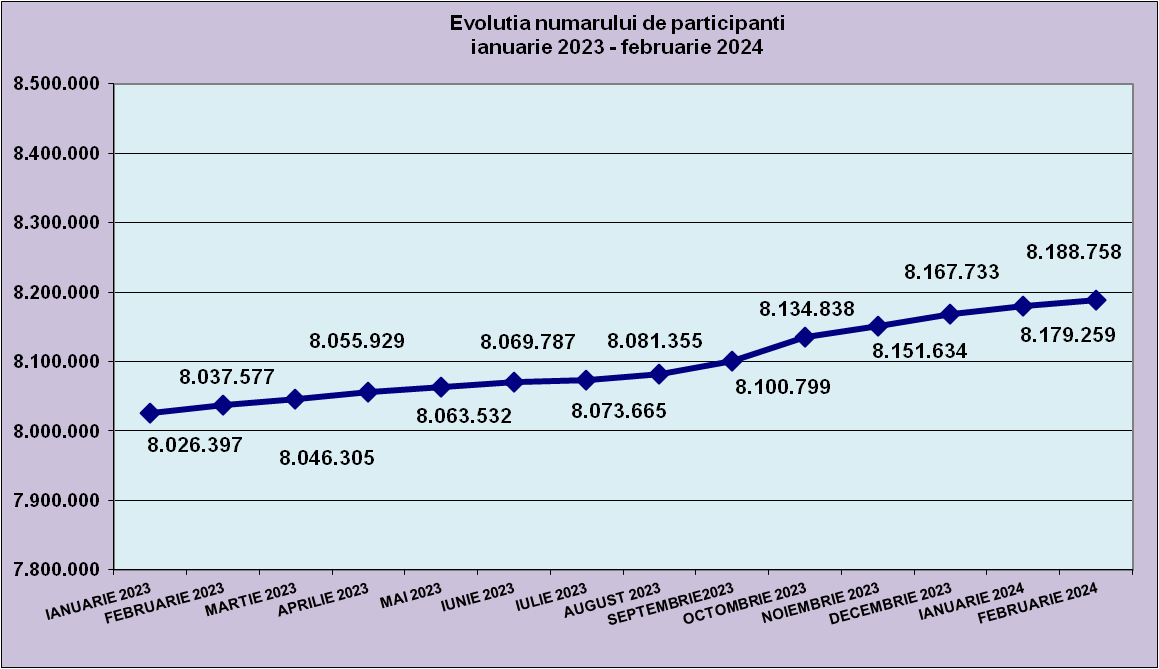 Evolutia numarului de participanti
ianuarie 2023 - februarie 2024
8.500.000
8.400.000
8.300.000
8.200.000
8.100.000
8.000.000
7.900.000
7.800.000
8.026.397
8.037.577
8.046.305
8.055.929
8.063.532
8.069.787
8.073.665
8.081.355
8.100.799
8.134.838
8.151.634
8.167.733
8.179.259
8.188.758
IANUARIE 2023
FEBRUARIE 2023
MARTIE 2023
APRILIE 2023
MAI 2023
IUNIE 2023
IULIE 2023
AUGUST 2023
SEPTEMBRIE2023
OCTOMBRIE 2023
NOIEMBRIE 2023
DECEMBRIE 2023
IANUARIE 2024
FEBRUARIE 2024